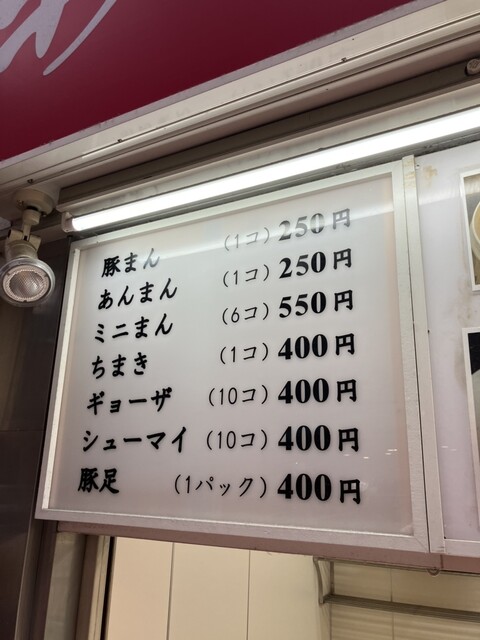 豚まん (1コ) 250円
あんまん (1コ) 250円
ミニまん (6コ) 550円
ちまき (1コ) 400円
ギョーザ (10コ) 400円
シューマイ (10コ) 400円
豚足 (1パック) 400円